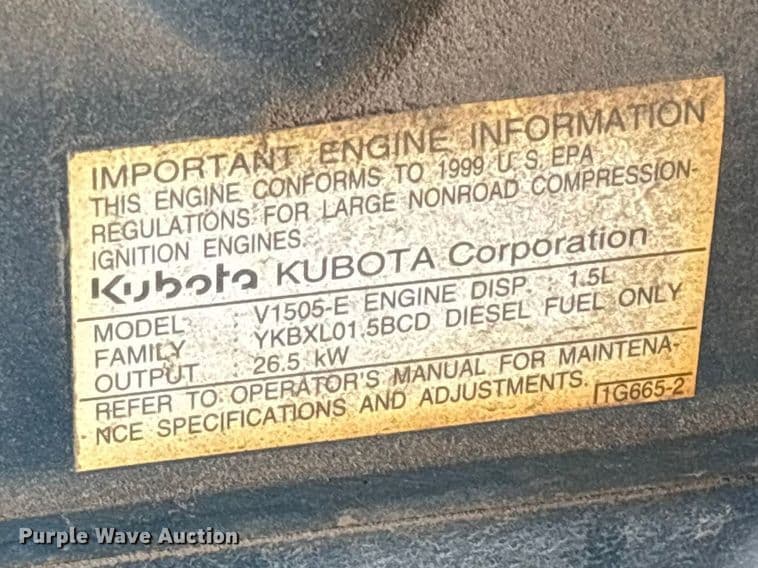 IMPORTANT ENGINE INFORMATION
THIS ENGINE CONFORMS TO 1999 U S EPA
REGULATIONS FOR LARGE NONROAD COMPRESSION-
IGNITION ENGINES.
Kubota KUBOTA Corporation
MODEL : V1505-E ENGINE DISP : 1.5L
FAMILY : YKBXL01.5BCD DIESEL FUEL ONLY
OUTPUT : 26.5 kW
REFER TO OPERATOR'S MANUAL FOR MAINTENA-
NCE SPECIFICATIONS AND ADJUSTMENTS.
1G665-2
Purple Wave Auction